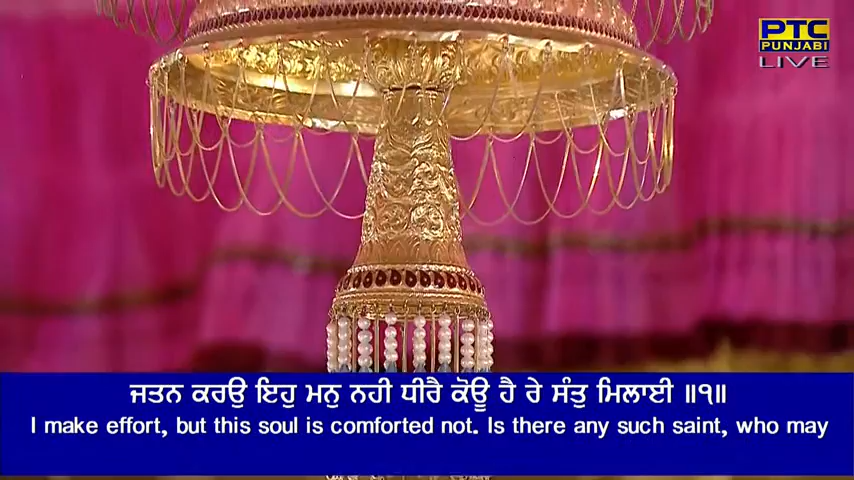 PTC
PUNJABI
LIVE
ਜਤਨ ਕਰਉ ਇਹੁ ਮਨੁ ਨਹੀ ਧੀਰੈ ਕੋਊ ਹੈ ਰੇ ਸੰਤੁ ਮਿਲਾਈ ॥੧॥
I make effort, but this soul is comforted not. Is there any such saint, who may